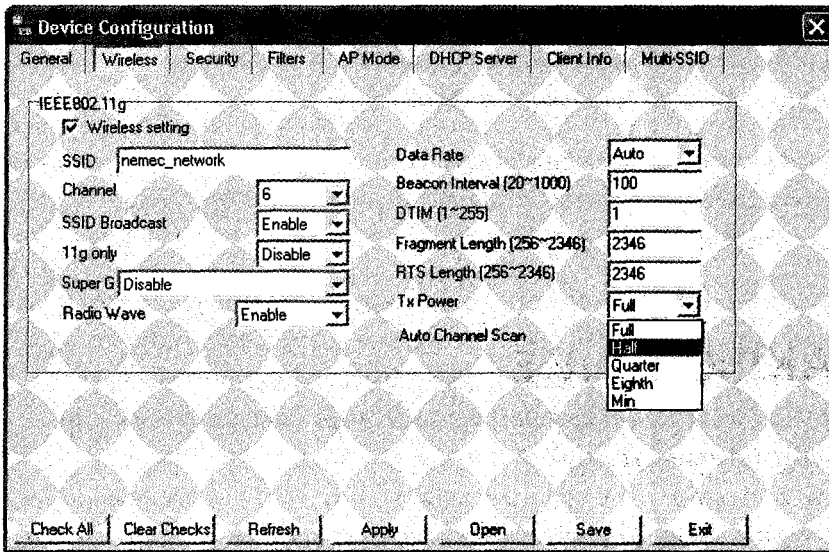 Device Configuration
General Wireless Security Filters AP Mode DHCP Server Client Info Multi-SSID
IEEE802.11g
Wireless setting
SSID nemec_network
Channel 6
SSID Broadcast Enable
11g only Disable
Super G Disable
Radio Wave Enable
Data Rate Auto
Beacon Interval (20~1000) 100
DTIM (1~255) 1
Fragment Length (256~2346) 2346
RTS Length (256~2346) 2346
Tx Power Full
Full
Half
Quarter
Eighth
Min
Auto Channel Scan
Check All Clear Checks Refresh Apply Open Save Exit